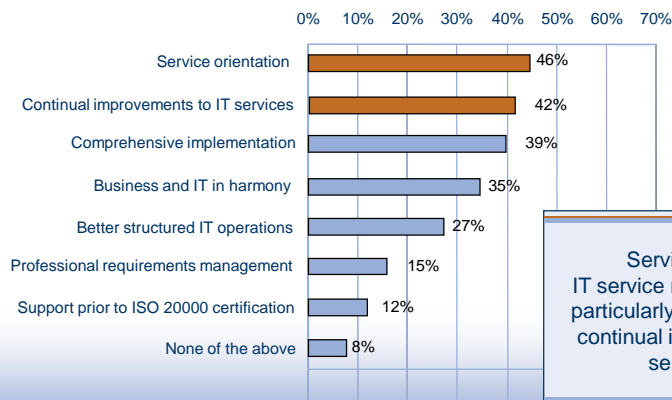 0% 10% 20% 30% 40% 50% 60% 70%
Service orientation 46%
Continual improvements to IT services 42%
Comprehensive implementation 39%
Business and IT in harmony 35%
Better structured IT operations 27%
Professional requirements management 15%
Support prior to ISO 20000 certification 12%
None of the above 8%
IT service
particularly
continual